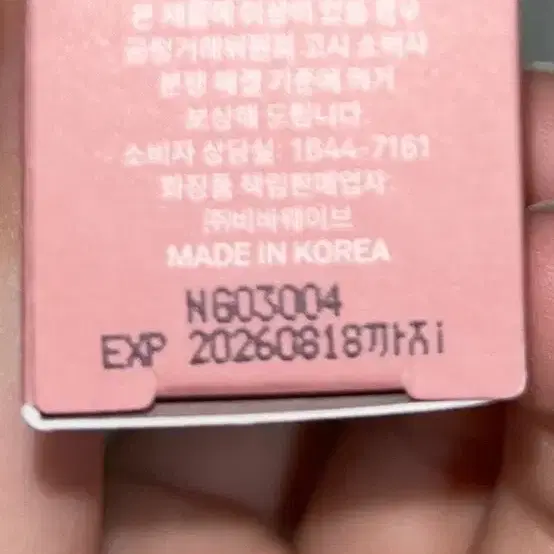 본 제품에 이상이 있을 경우
공정거래위원회 고시 소비자
분쟁 해결 기준에 의거
보상해 드립니다.
소비자 상담실: 1844-7161
화장품 책임판매업사
㈜비바웨이브
MADE IN KOREA
NG03004
EXP 20260818까지